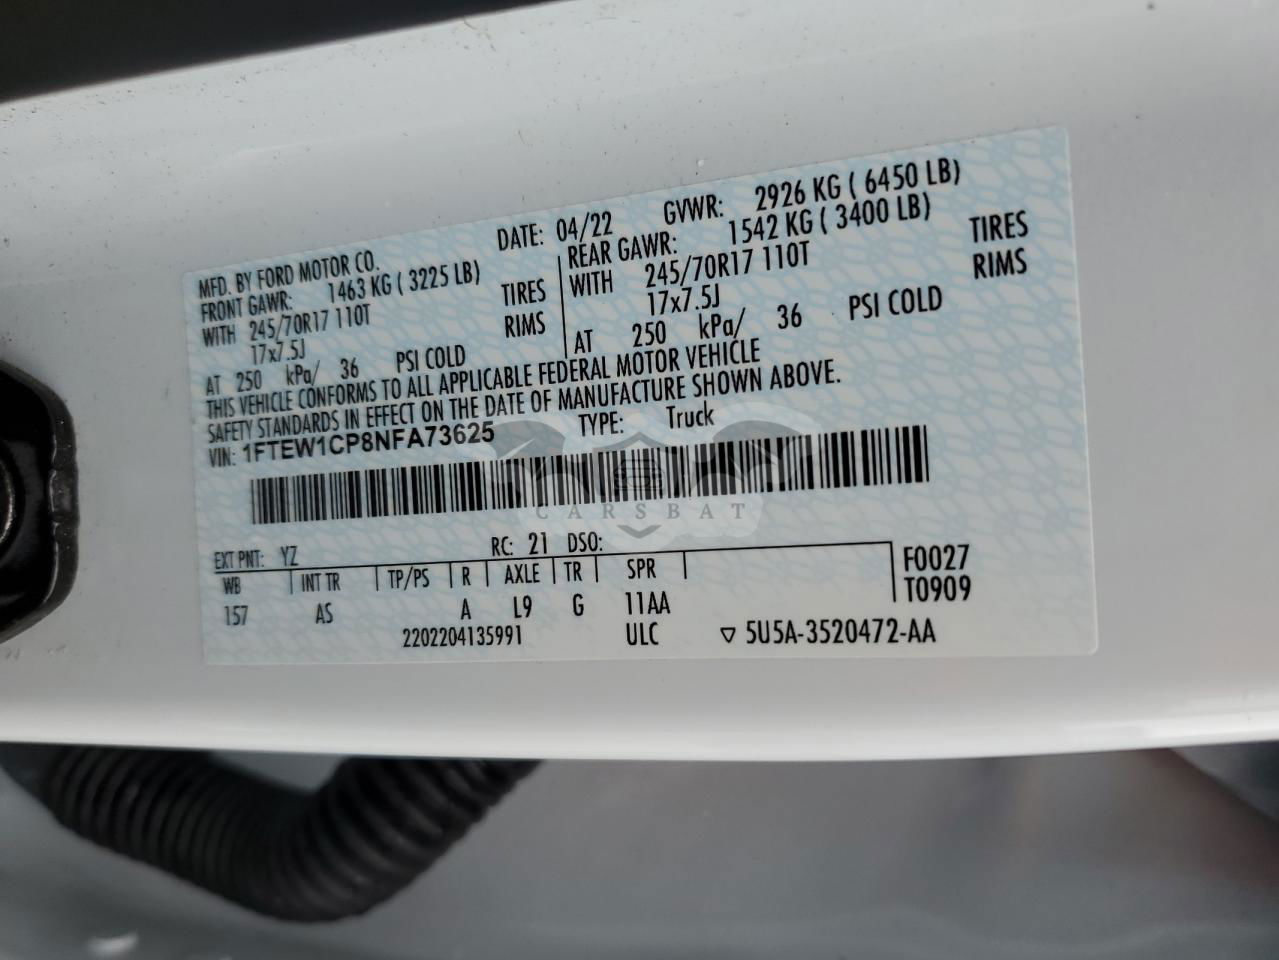 MFD. BY FORD MOTOR CO. DATE: 04/22 GVWR: 2926 KG ( 6450 LB)
FRONT GAWR: 1463 KG ( 3225 LB) REAR GAWR: 1542 KG ( 3400 LB)
WITH 245/70R17 110T TIRES WITH 245/70R17 110T TIRES
17x7.5J RIMS 17x7.5J RIMS
AT 250 kPa/ 36 PSI COLD AT 250 kPa/ 36 PSI COLD
THIS VEHICLE CONFORMS TO ALL APPLICABLE FEDERAL MOTOR VEHICLE
SAFETY STANDARDS IN EFFECT ON THE DATE OF MANUFACTURE SHOWN ABOVE.
VIN: 1FTEW1CP8NFA73625 TYPE: Truck
CARSBAT
EXT PNT: YZ RC: 21 DSO:
WB INT TR TP/PS R AXLE TR SPR F0027
157 AS A L9 G 11AA T0909
2202204135991 ULC ▽ 5U5A-3520472-AA